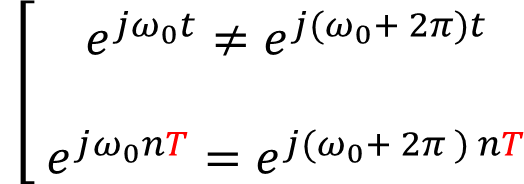 e^{jω₀t} ≠ e^{j(ω₀+ 2π)t}
e^{jω₀nT} = e^{j(ω₀+ 2π ) nT}